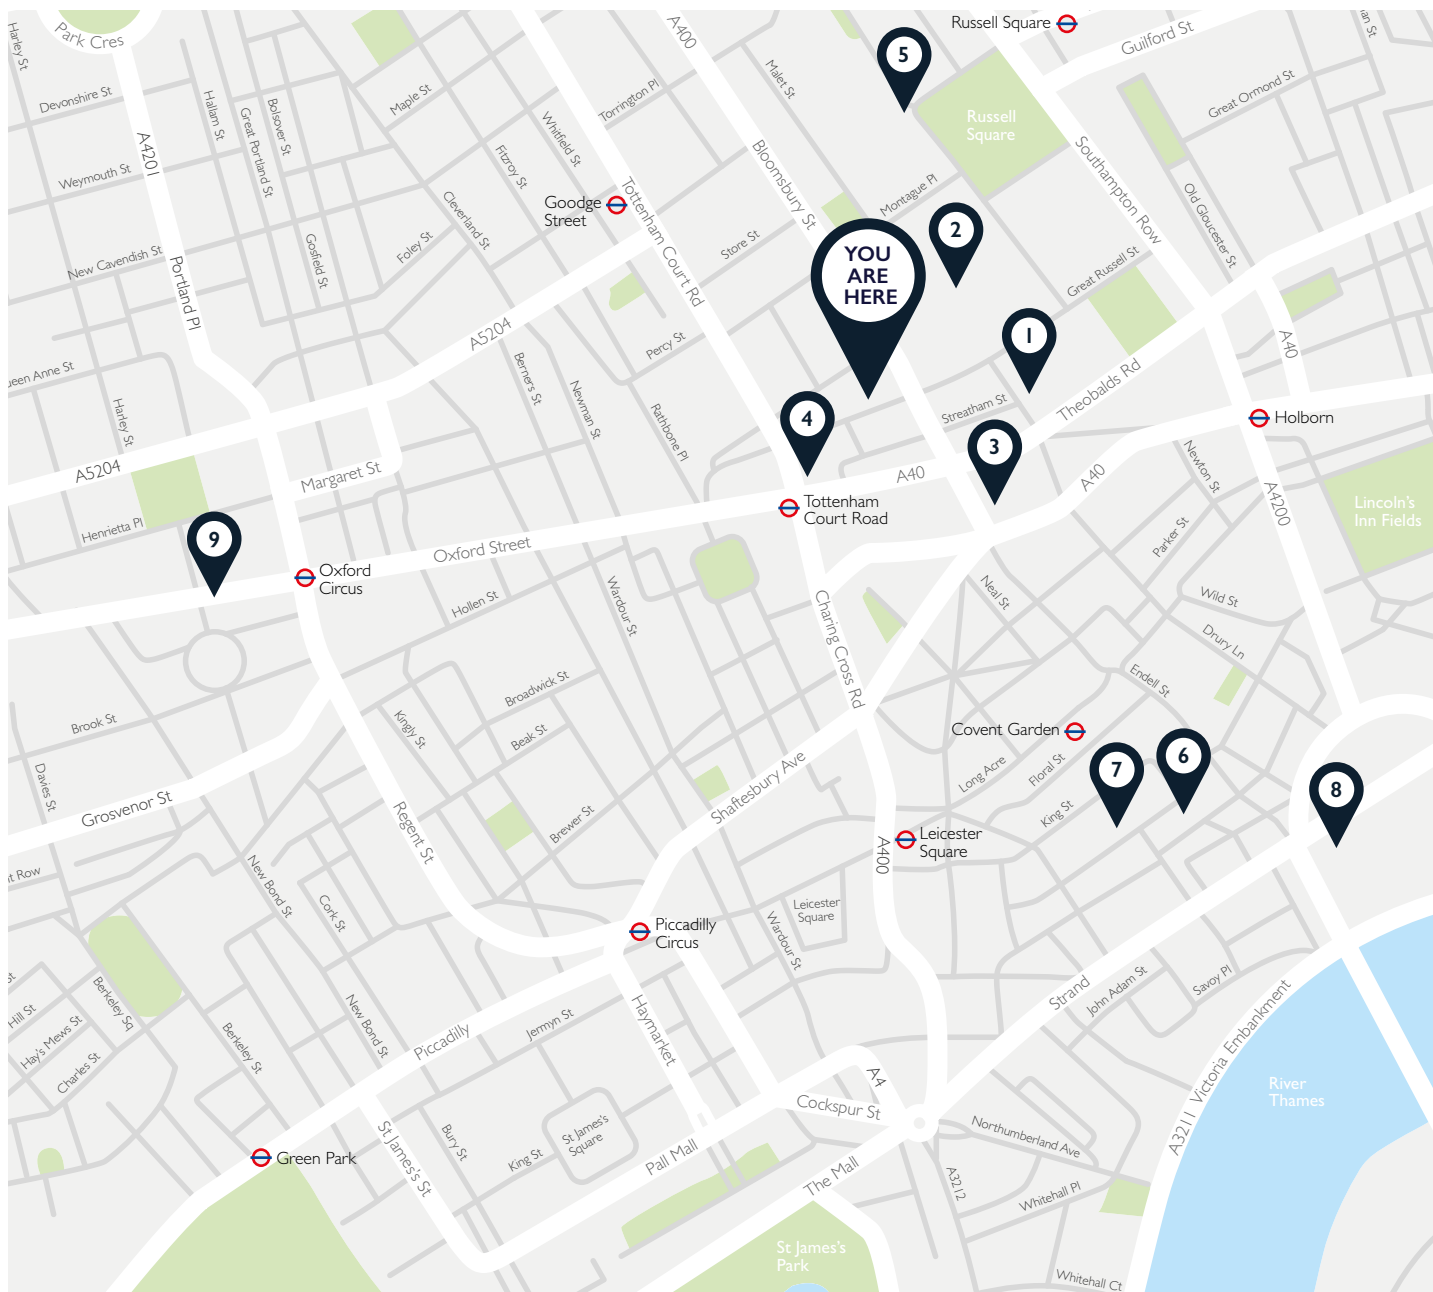 Park Cres
Harley St
Devonshire St
Hallam St
Bolsover St
Great Portland St
A4201
Weymouth St
Maple St
Fitzroy St
Whitfield St
Torrington Pl
A400
Malet St
5
Russell Square
Guilford St
Great Ormond St
Russell
Square
Southampton Row
Bloomsbury St
Goodge
Street
Tottenham Court Rd
Cleverland St
Foley St
Gosfield St
New Cavendish St
Portland Pl
Store St
Montague Pl
2
YOU
ARE
HERE
Great Russell St
Old Gloucester St
1
A5204
Percy St
Berners St
Newman St
Rathbone Pl
ueen Anne St
Harley St
A5204
Margaret St
Henrietta Pl
4
3
Streatham St
Theobalds Rd
A40
A40
A40
Holborn
Newton St
A4200
Lincoln's
Inn Fields
Parker St
9
Oxford
Circus
Oxford Street
Tottenham
Court Road
Hollen St
Wardour St
Charing Cross Rd
Neal St
Wild St
Drury Ln
Endell St
Brook St
Kingly St
Broadwick St
Beak St
Covent Garden
Long Acre
Floral St
King St
7
6
8
Davies St
Grosvenor St
Regent St
Brewer St
Shaftesbury Ave
A400
Leicester
Square
New Bond St
Cork St
Piccadilly
Circus
Wardour St
Leicester
Square
Hill St
Hay's Mews St
Charles St
Berkeley Sq
Berkeley St
New Bond St
Piccadilly
Jermyn St
Haymarket
Strand
John Adam St
Savoy Pl
A3211 Victoria Embankment
River
Thames
A4
Cockspur St
Northumberland Ave
Green Park
St James's St
Bury St
King St
St James's
Square
Pall Mall
The Mall
A3212
Whitehall Pl
St James's
Park
Whitehall Ct